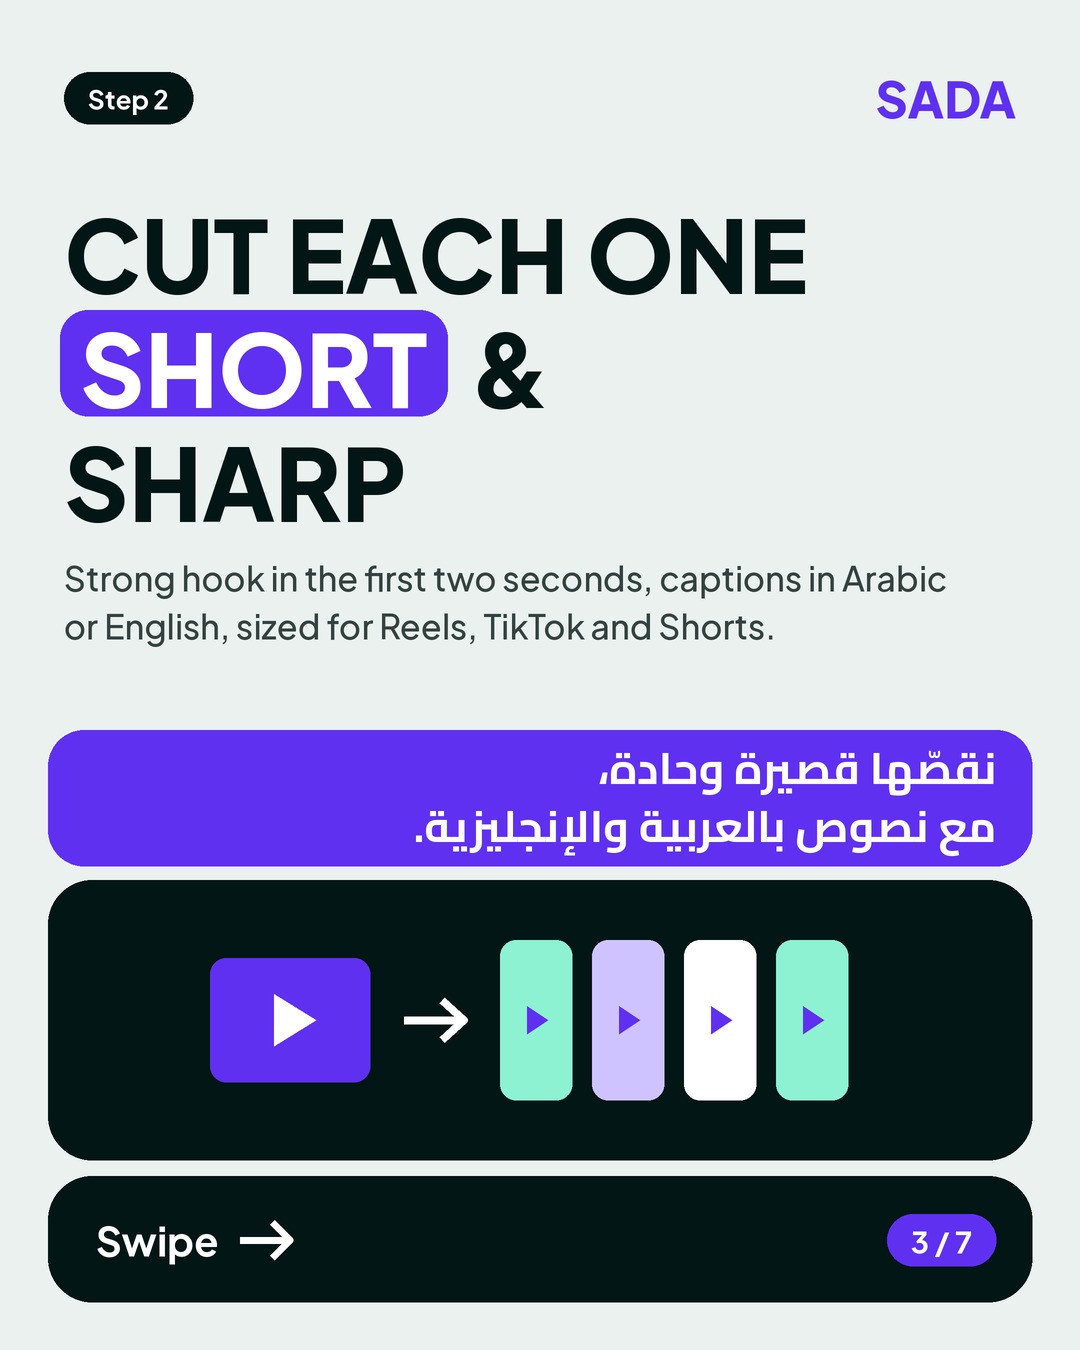 Step 2
SADA
CUT EACH ONE
SHORT &
SHARP
Strong hook in the first two seconds, captions in Arabic
or English, sized for Reels, TikTok and Shorts.
نقصّها قصيرة وحادة،
مع نصوص بالعربية والإنجليزية.
Swipe →
3 / 7